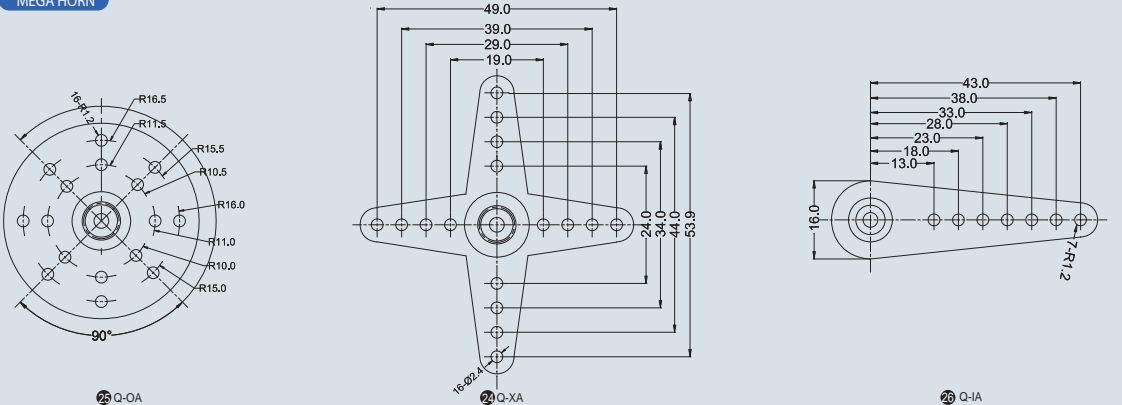 MEGA HORN
16-R1.2
R16.5
R11.5
R15.5
R10.5
R16.0
R11.0
R10.0
R15.0
90°
25 Q-OA
49.0
39.0
29.0
19.0
24.0
34.0
44.0
53.9
16-Ø2.4
24 Q-XA
43.0
38.0
33.0
28.0
23.0
18.0
13.0
16.0
7-R1.2
26 Q-IA